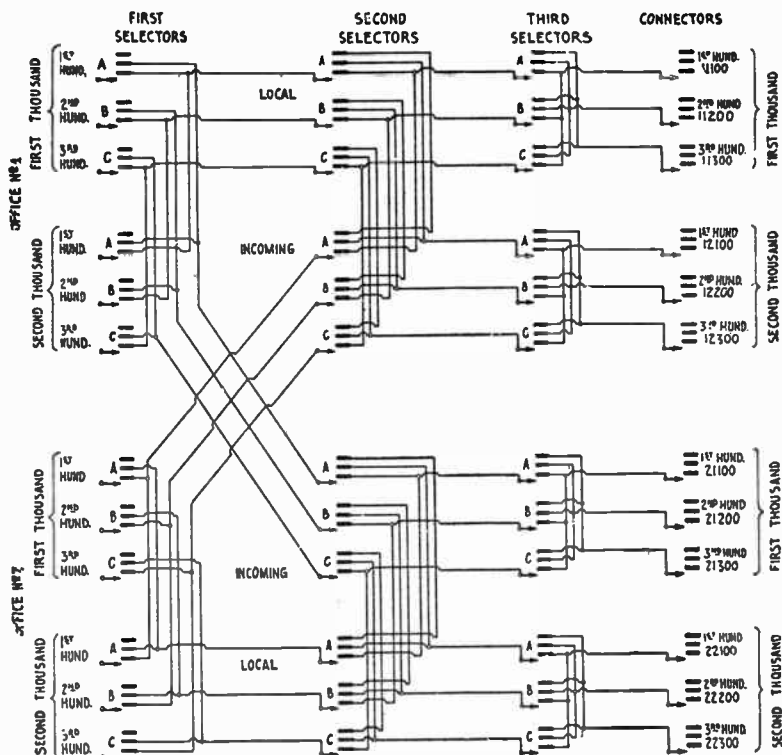 FIRST SELECTORS
SECOND SELECTORS
THIRD SELECTORS
CONNECTORS
OFFICE Nº1
FIRST THOUSAND
1ST HUND.
A
2ND HUND.
B
3RD HUND.
C
LOCAL
A
B
C
A
B
C
1ST HUND.
11100
2ND HUND
11200
3RD HUND.
11300
FIRST THOUSAND
SECOND THOUSAND
1ST HUND.
A
2ND HUND
B
3RD HUND.
C
INCOMING
A
B
C
A
B
C
1ST HUND
12100
2ND HUND.
12200
3RD HUND.
12300
SECOND THOUSAND
OFFICE Nº2
FIRST THOUSAND
1ST HUND
A
2ND HUND.
B
3RD HUND.
C
INCOMING
A
B
C
A
B
C
1ST HUND.
21100
2ND HUND
21200
3RD HUND
21300
FIRST THOUSAND
SECOND THOUSAND
1ST HUND
A
2ND HUND
B
3RD HUND.
C
LOCAL
A
B
C
A
B
C
1ST HUND
22100
2ND HUND.
22200
3RD HUND
22300
SECOND THOUSAND